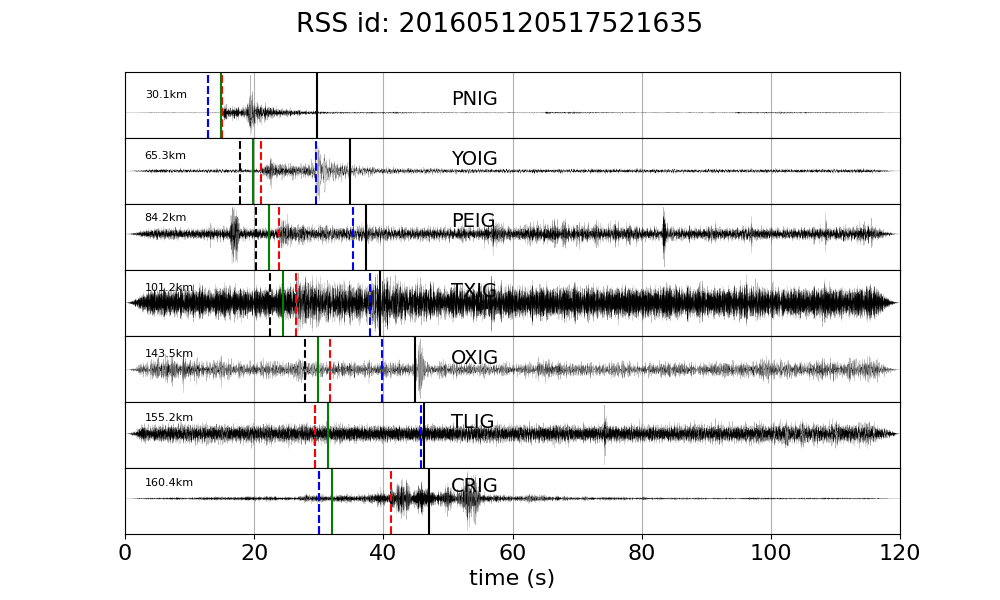 RSS id: 201605120517521635
30.1km PNIG
65.3km YOIG
84.2km PEIG
101.2km TXIG
143.5km OXIG
155.2km TLIG
160.4km CRIG
0 20 40 60 80 100 120
time (s)